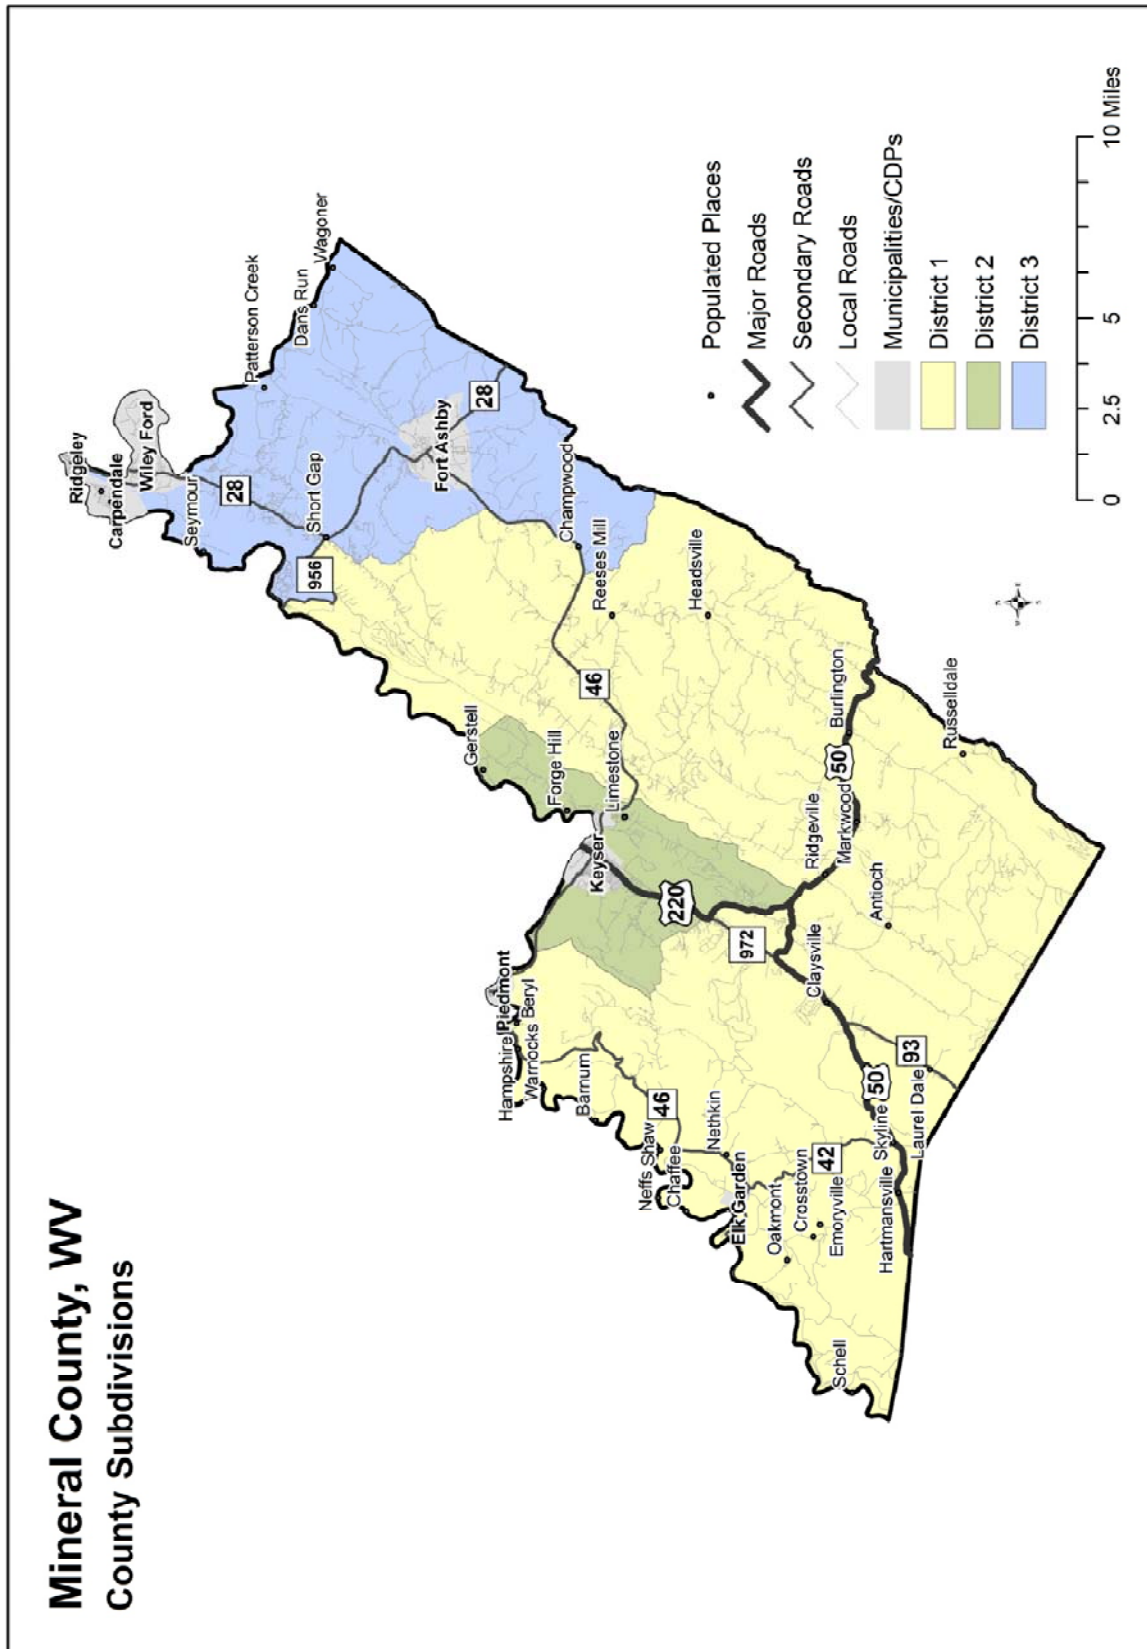 Mineral County, WV
County Subdivisions
Ridgeley
Carpendale
Wiley Ford
Seymour
28
Patterson Creek
Dans Run
Wagoner
Short Gap
956
Fort Ashby
28
Champwood
Reeses Mill
Headsville
46
Gerstell
Forge Hill
Limestone
Keyser
220
972
Ridgeville
Markwood
50
Burlington
Russelldale
Antioch
Claysville
Piedmont
Beryl
Hampshire
Warnocks
Barnum
46
Neffs Shaw
Chaffee
Nethkin
Elk Garden
Oakmont
Crosstown
Emoryville
42
Skyline
50
93
Laurel Dale
Hartmansville
Schell
Populated Places
Major Roads
Secondary Roads
Local Roads
Municipalities/CDPs
District 1
District 2
District 3
0 2.5 5 10 Miles